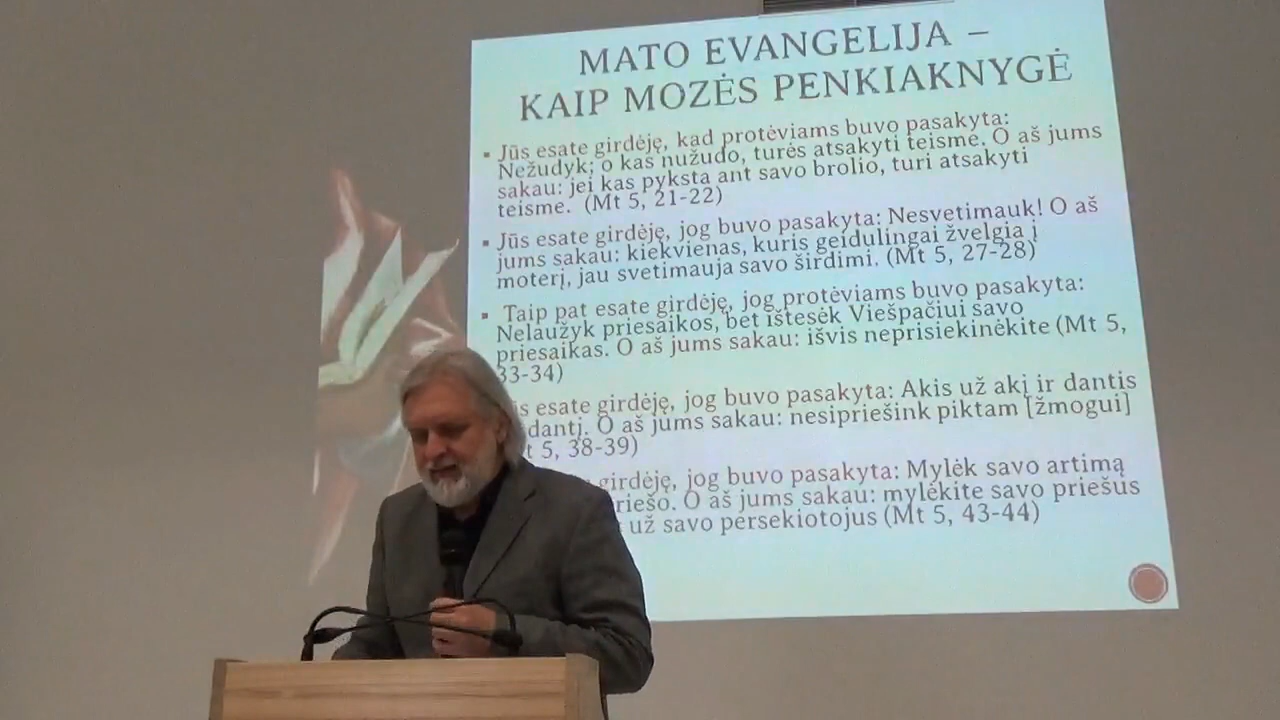 MATO EVANGELIJA –
KAIP MOZĖS PENKIAKNYGĖ
▪ Jūs esate girdėję, kad protėviams buvo pasakyta:
Nežudyk; o kas nužudo, turės atsakyti teisme. O aš jums
sakau: jei kas pyksta ant savo brolio, turi atsakyti
teisme. (Mt 5, 21-22)
▪ Jūs esate girdėję, jog buvo pasakyta: Nesvetimauk! O aš
jums sakau: kiekvienas, kuris geidulingai žvelgia į
moterį, jau svetimauja savo širdimi. (Mt 5, 27-28)
▪ Taip pat esate girdėję, jog protėviams buvo pasakyta:
Nelaužyk priesaikos, bet ištesėk Viešpačiui savo
priesaikas. O aš jums sakau: išvis neprisiekinėkite (Mt 5,
33-34)
esate girdėję, jog buvo pasakyta: Akis už akį ir dantis
dantį. O aš jums sakau: nesipriešink piktam [žmogui]
5, 38-39)
girdėję, jog buvo pasakyta: Mylėk savo artimą
O aš jums sakau: mylėkite savo priešus
už savo persekiotojus (Mt 5, 43-44)